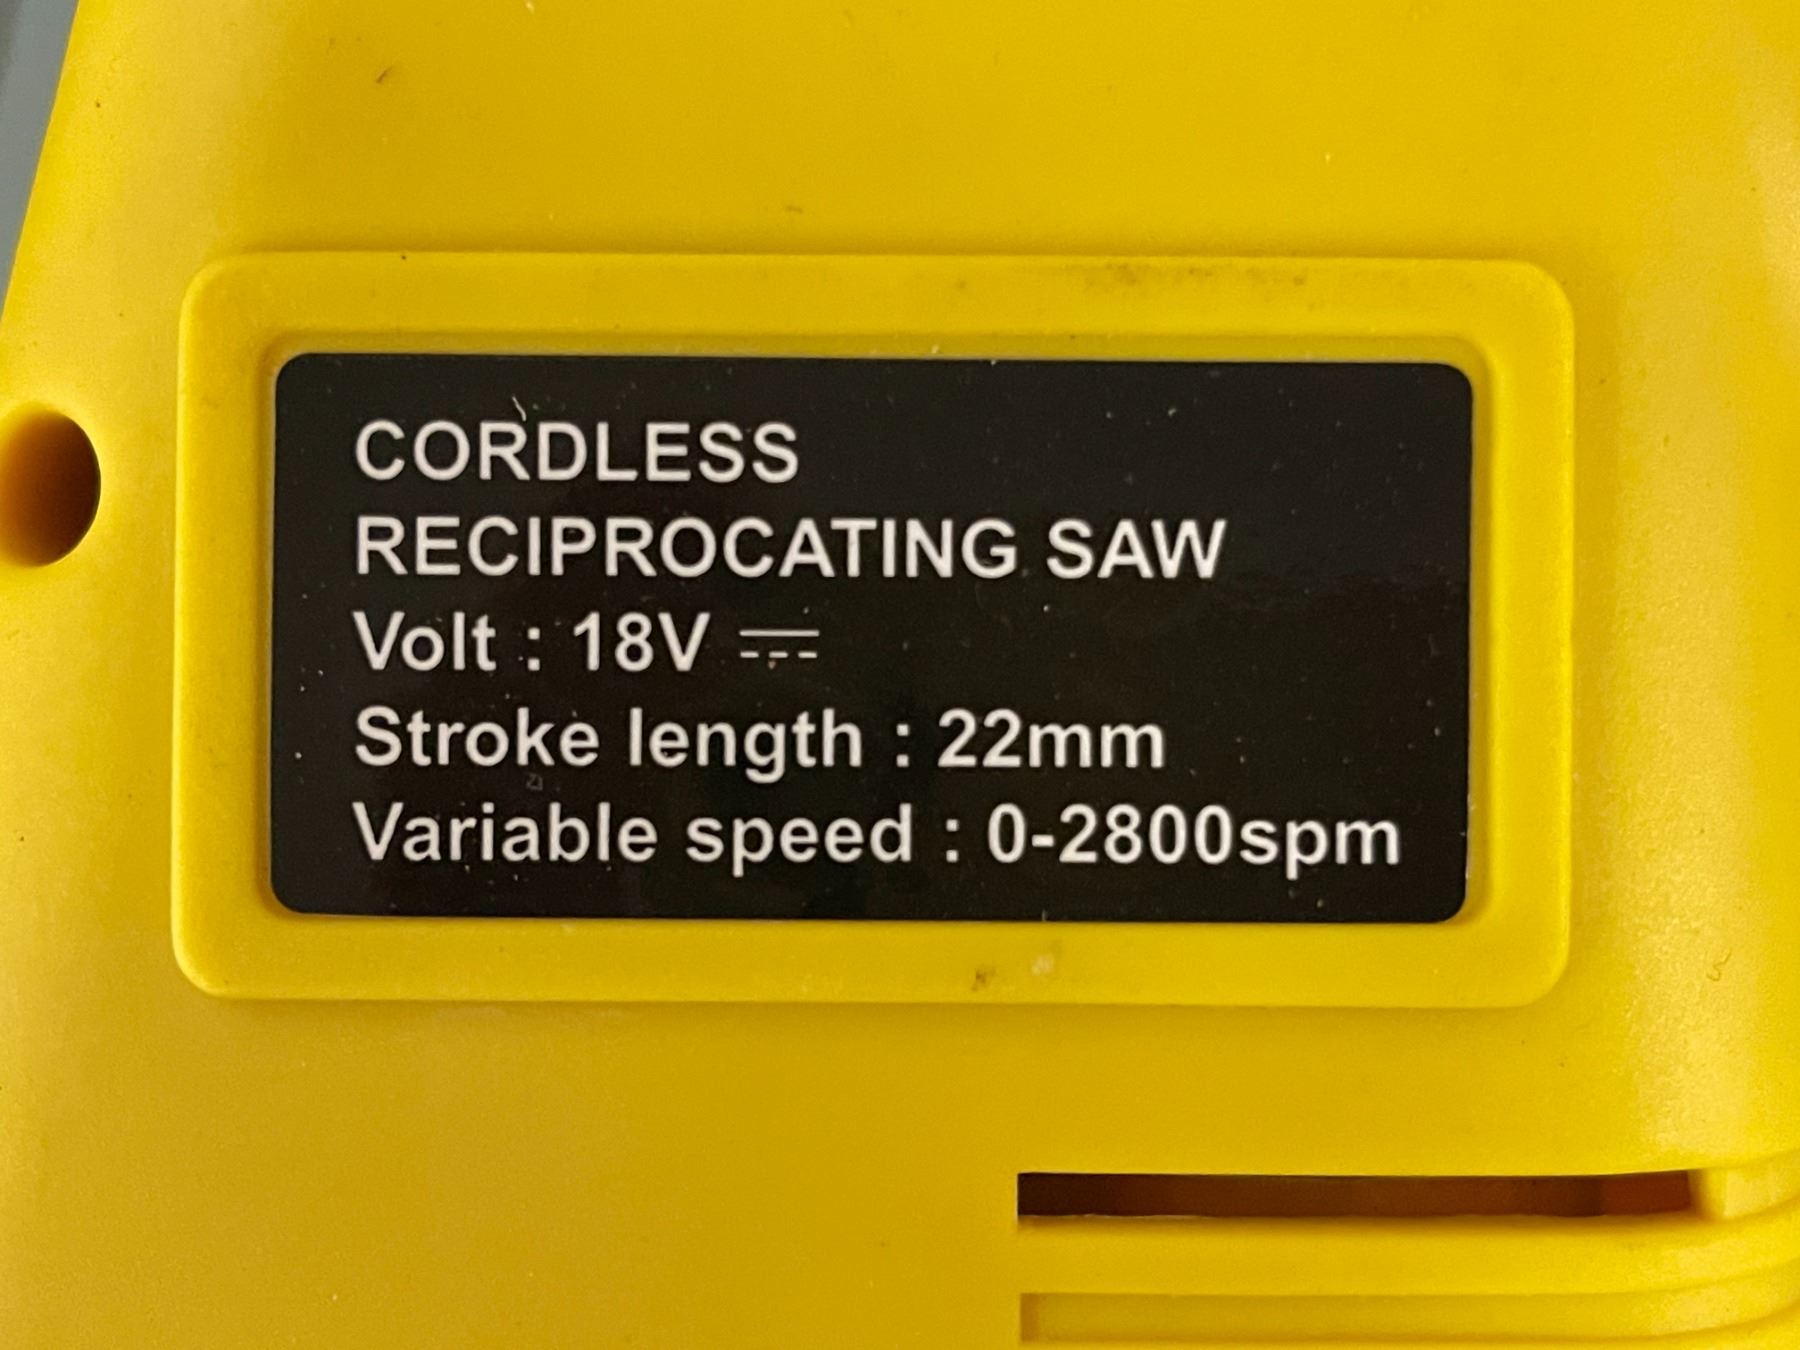 CORDLESS
RECIPROCATING SAW
Volt : 18V ⎓
Stroke length : 22mm
Variable speed : 0-2800spm